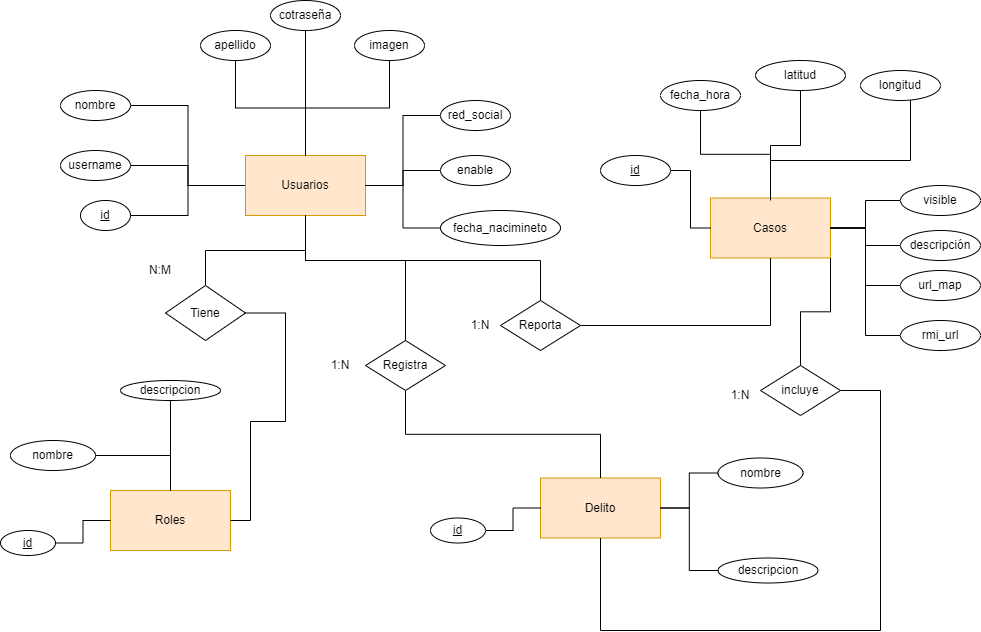 cotraseña
apellido
imagen
nombre
red_social
username
enable
id
fecha_nacimineto
Usuarios
latitud
fecha_hora
longitud
id
visible
Casos
descripción
url_map
rmi_url
N:M
Tiene
1:N
Reporta
1:N
Registra
1:N
incluye
descripcion
nombre
Roles
id
nombre
id
Delito
descripcion